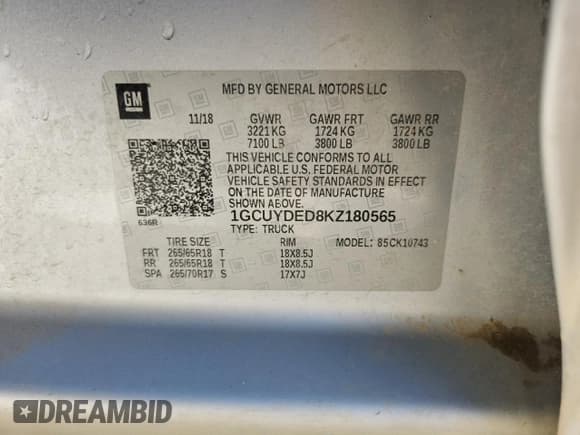 GM
MFD BY GENERAL MOTORS LLC
11/18 GVWR GAWR FRT GAWR RR
3221 KG 1724 KG 1724 KG
7100 LB 3800 LB 3800 LB
THIS VEHICLE CONFORMS TO ALL
APPLICABLE U.S. FEDERAL MOTOR
VEHICLE SAFETY STANDARDS IN
EFFECT ON THE DATE OF MANUFACTURE
SHOWN ABOVE.
636R
1GCUYDED8KZ180565
TYPE: TRUCK
TIRE SIZE RIM MODEL: 85CK10743
FRT 265/65R18 T 18X8.5J
RR 265/65R18 T 18X8.5J
SPA 265/70R17 S 17X7J
DREAMBID